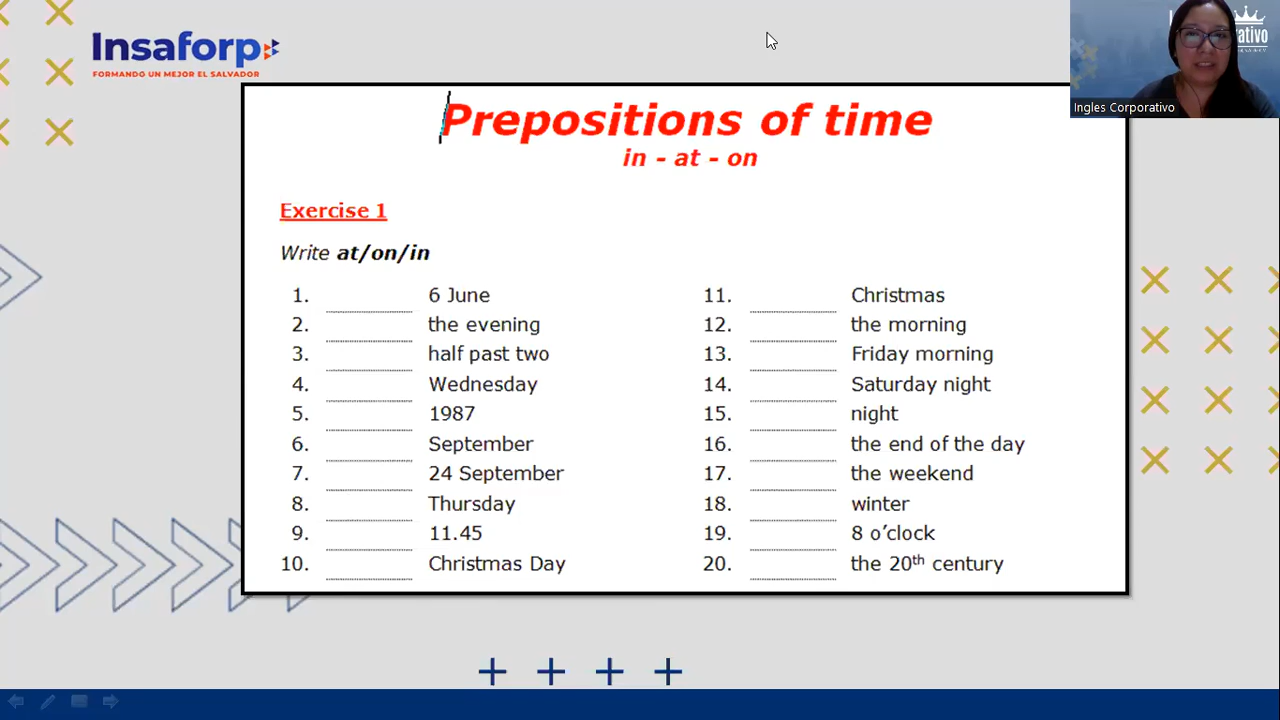 Insaforp
FORMANDO UN MEJOR EL SALVADOR
Ingles Corporativo
Prepositions of time
in - at - on
Exercise 1
Write at/on/in
1. 6 June
2. the evening
3. half past two
4. Wednesday
5. 1987
6. September
7. 24 September
8. Thursday
9. 11.45
10. Christmas Day
11. Christmas
12. the morning
13. Friday morning
14. Saturday night
15. night
16. the end of the day
17. the weekend
18. winter
19. 8 o’clock
20. the 20th century